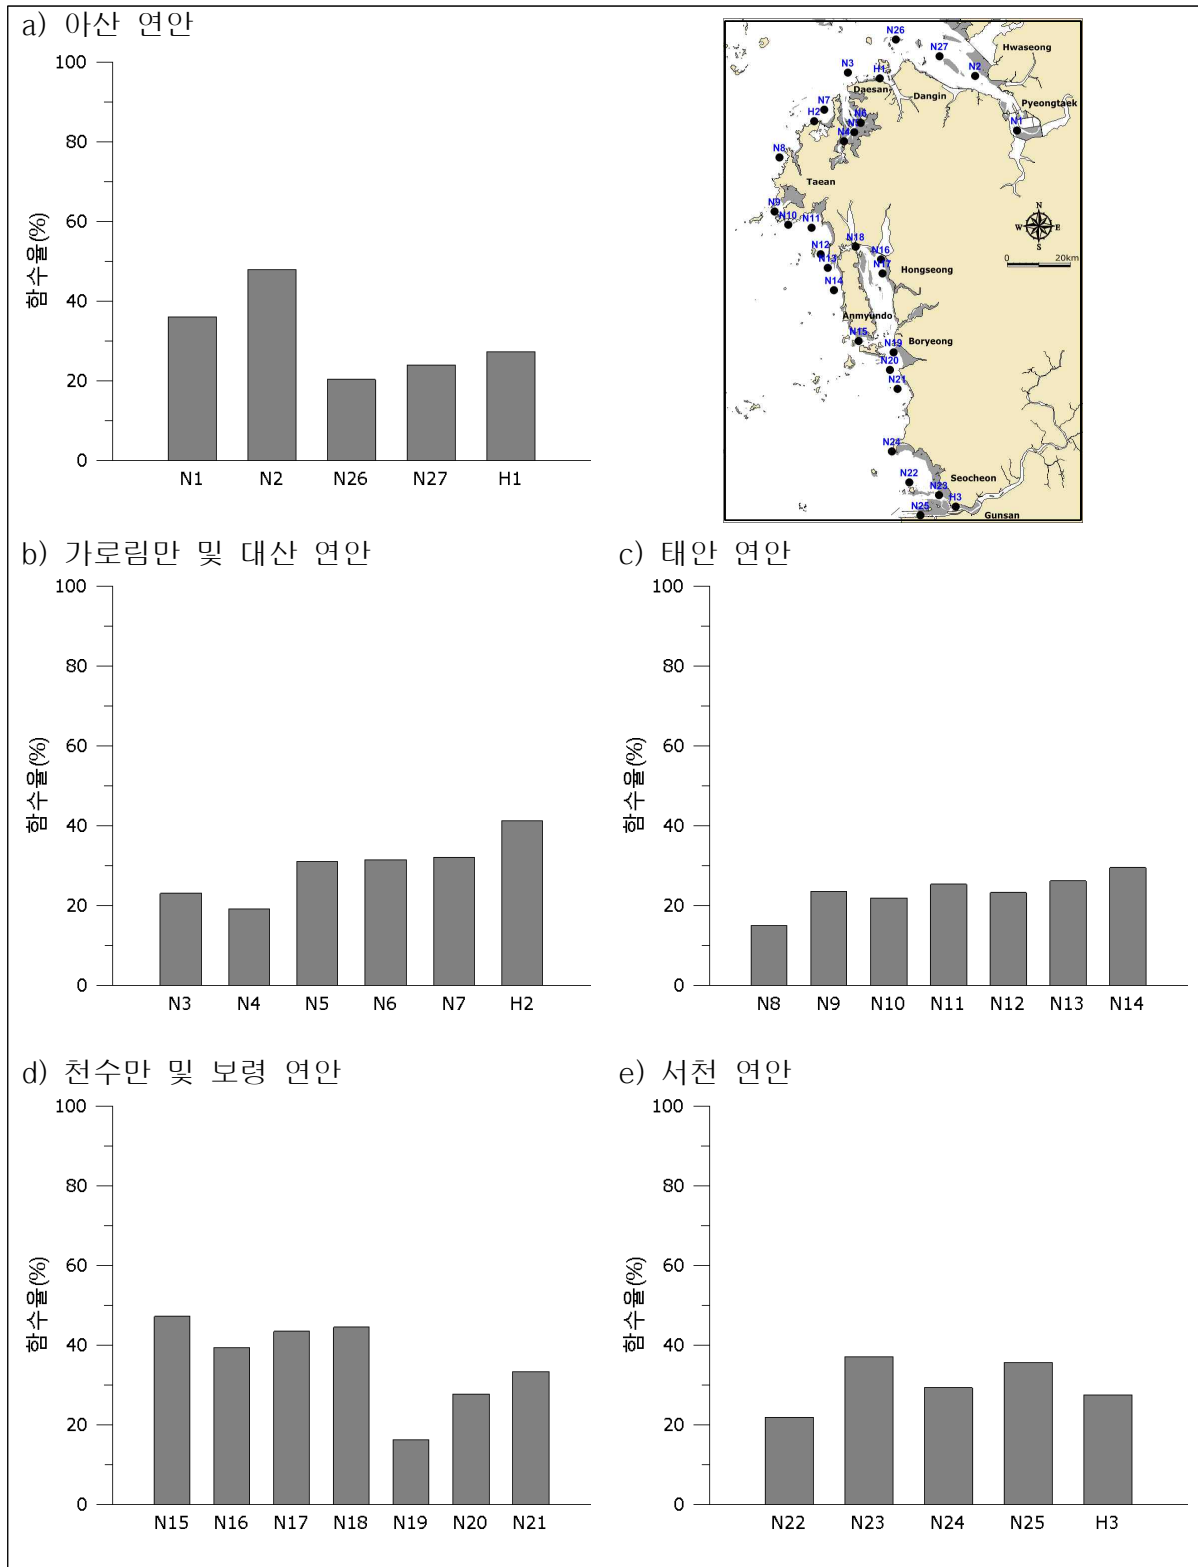 a) 아산 연안
100
80
60
40
20
0
함수율(%)
N1 N2 N26 N27 H1
N26
N27
Hwaseong
N3
H1
N2
Daesan
Dangin
Pyeongtaek
N7
H2
N6
N5
N4
N1
N8
Taean
N9
N10
N11
N
W E
S
N18
N12
N16
N13
N17
Hongseong
0 20km
N14
Anmyundo
N15
Boryeong
N19
N20
N21
N24
Seocheon
N22
N23
H3
N25
Gunsan
b) 가로림만 및 대산 연안
100
80
60
40
20
0
함수율(%)
N3 N4 N5 N6 N7 H2
c) 태안 연안
100
80
60
40
20
0
함수율(%)
N8 N9 N10 N11 N12 N13 N14
d) 천수만 및 보령 연안
100
80
60
40
20
0
함수율(%)
N15 N16 N17 N18 N19 N20 N21
e) 서천 연안
100
80
60
40
20
0
함수율(%)
N22 N23 N24 N25 H3